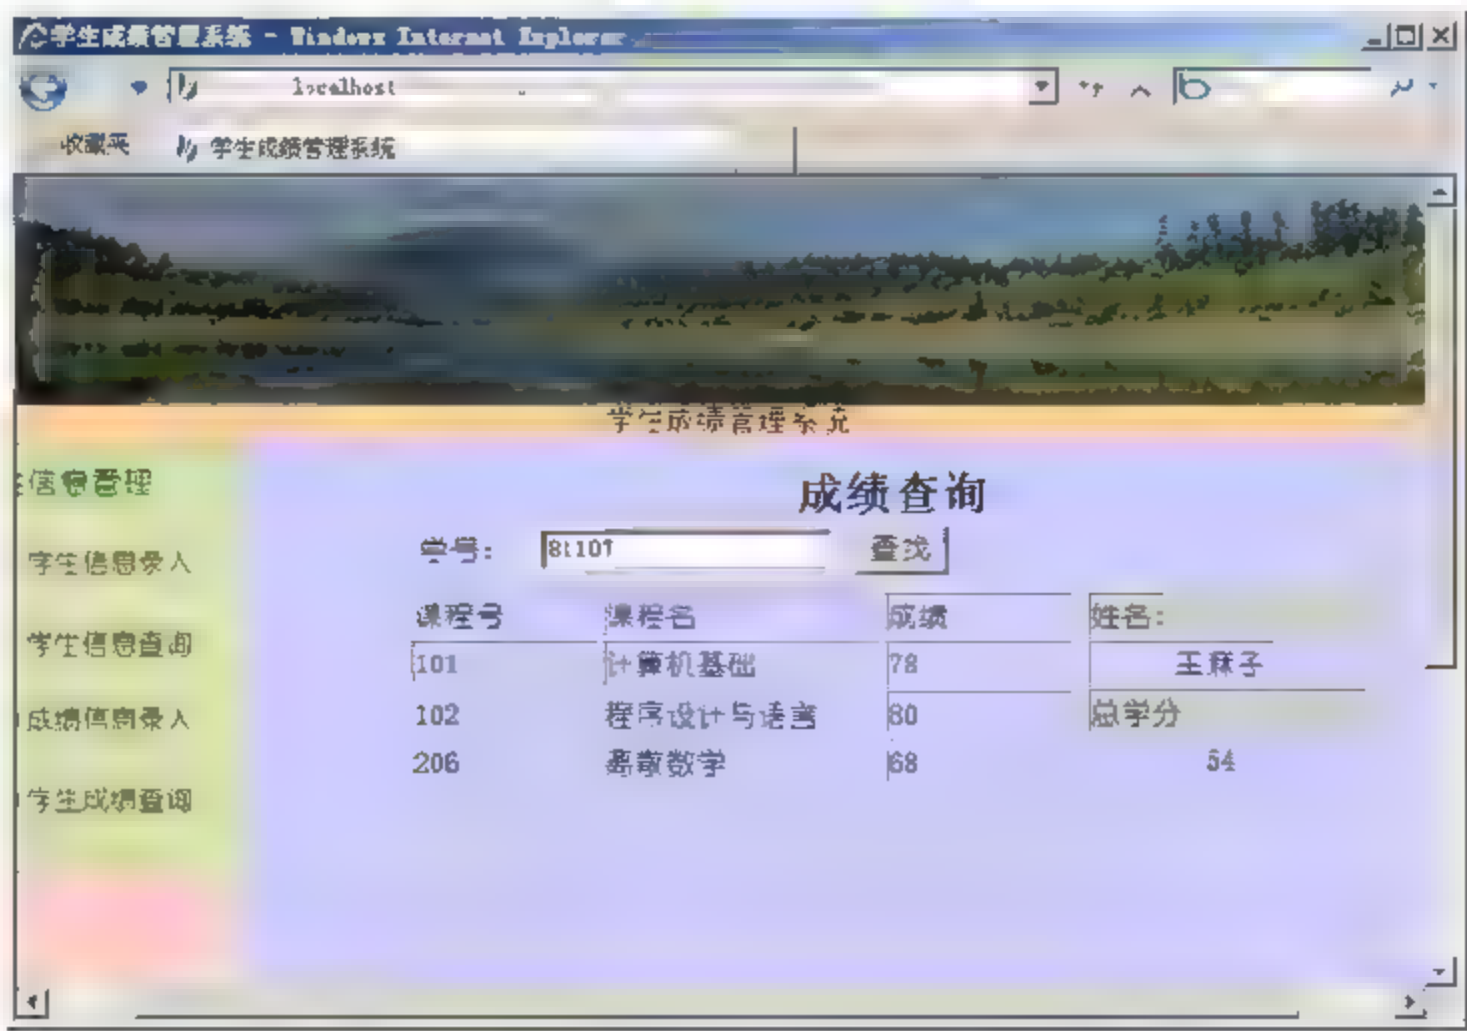 学生成绩管理系统 - Windows Internet Explorer
localhost
收藏夹 学生成绩管理系统
学生成绩管理系统
信息管理
成绩查询
学号: 查找
学生信息录入
课程号 课程名 成绩 姓名:
学生信息查询
101 计算机基础 78 王麻子
成绩信息录入
102 程序设计与语言 80 总学分
206 数学 68
学生成绩查询